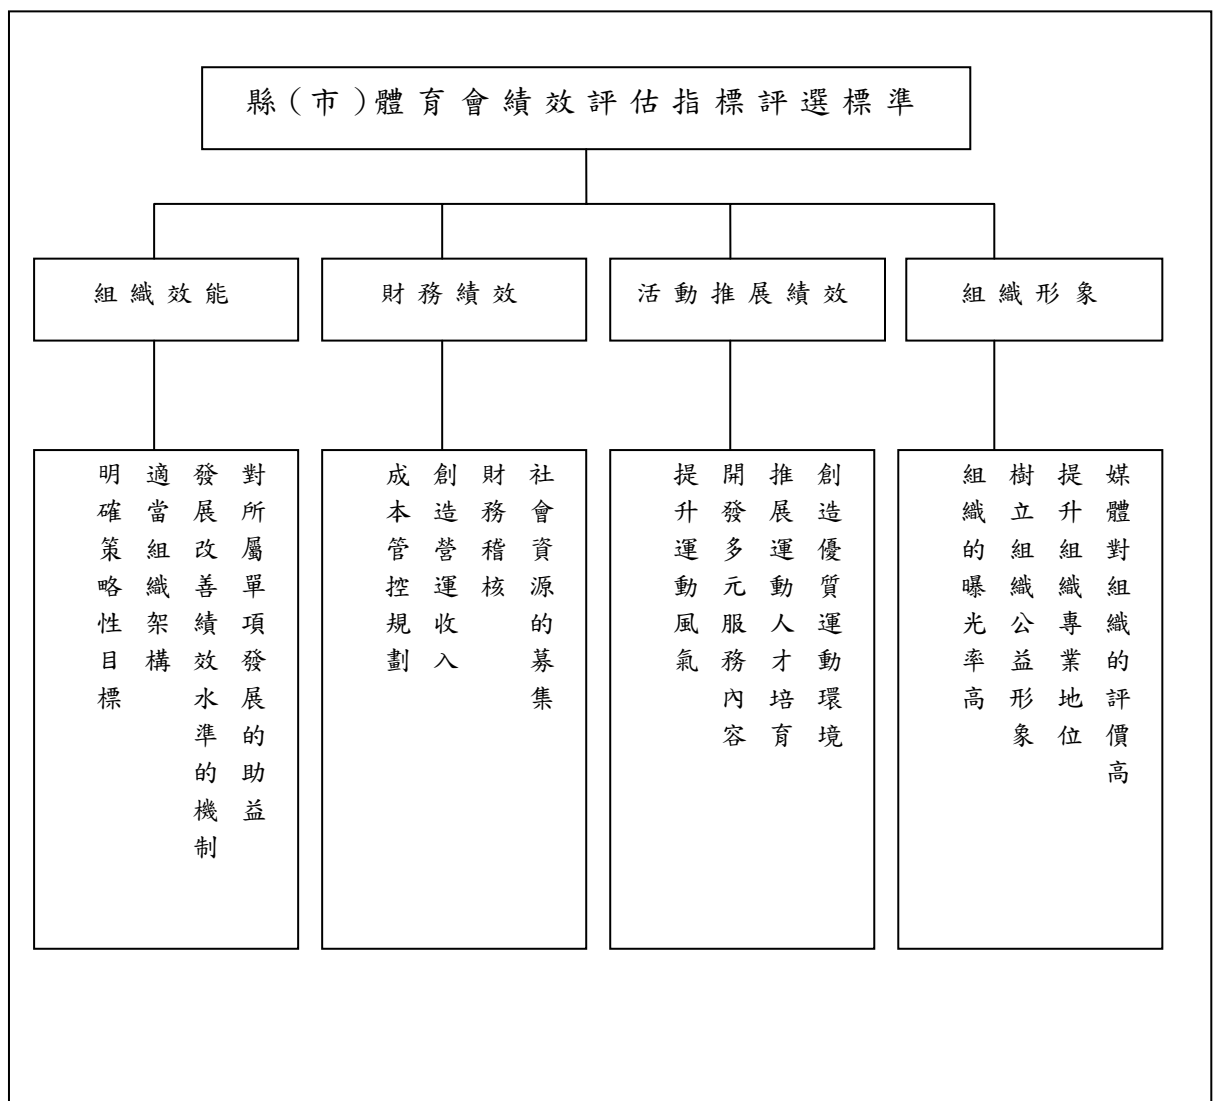 縣(市)體育會績效評估指標評選標準
組織效能
財務績效
活動推展績效
組織形象
對所屬單項發展的助益
發展改善績效水準的機制
適當組織架構
明確策略性目標
社會資源的募集
財務稽核
創造營運收入
成本管控規劃
創造優質運動環境
推展運動人才培育
開發多元服務內容
提升運動風氣
媒體對組織的評價高
提升組織專業地位
樹立組織公益形象
組織的曝光率高